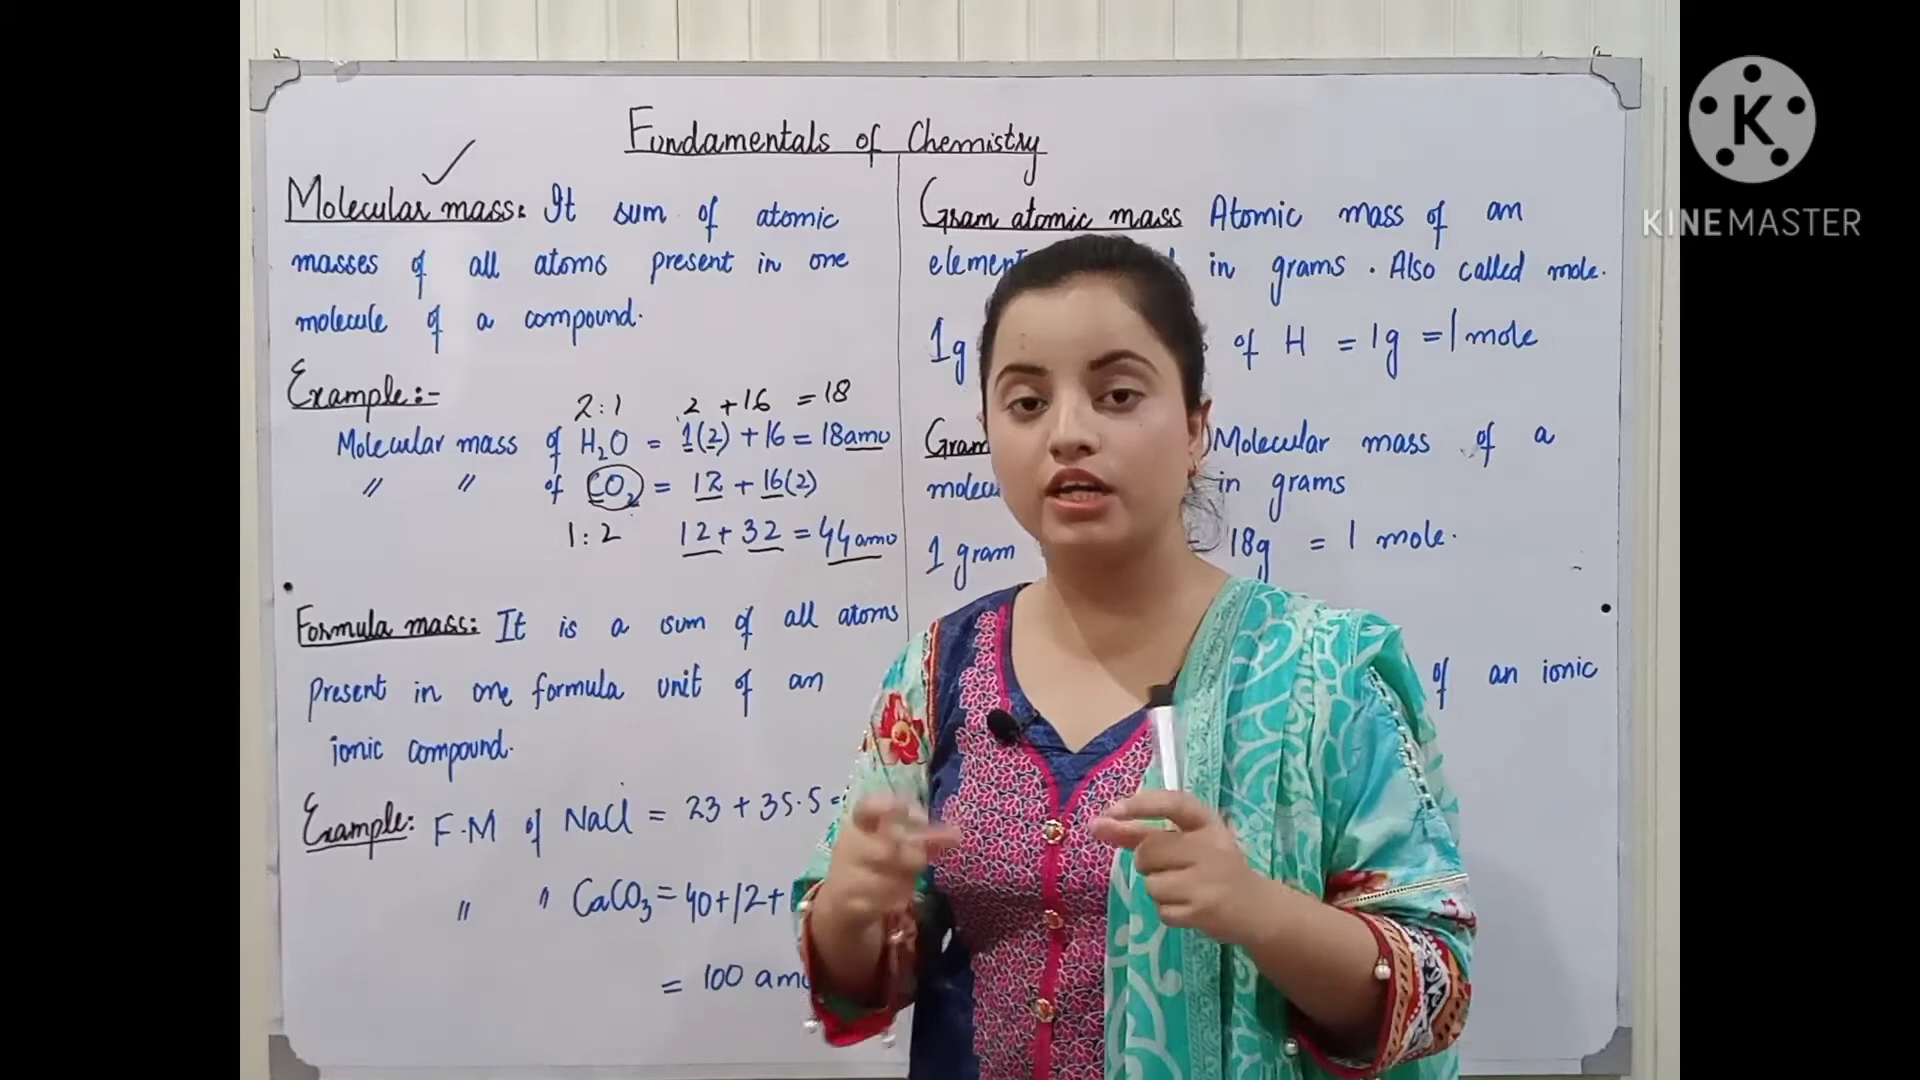 Fundamentals of Chemistry
Molecular mass: It sum of atomic
masses of all atoms present in one
molecule of a compound.
Example:-
2:1 2 +16 = 18
Molecular mass of H₂O = 1(2) + 16 = 18amu
〃 〃 of CO₂ = 12 + 16(2)
1:2 12 + 32 = 44amu
Formula mass: It is a sum of all atoms
Present in one formula unit of an
ionic compound.
Example: F.M of NaCl = 23 + 35.5 =
〃 〃 CaCO₃ = 40+12+
= 100 amu
Gram atomic mass Atomic mass of an
element in grams. Also called mole.
1g of H = 1g = 1 mole
Gram Molecular mass of a
in grams
1 gram 18g = 1 mole.
of an ionic
K
KINEMASTER